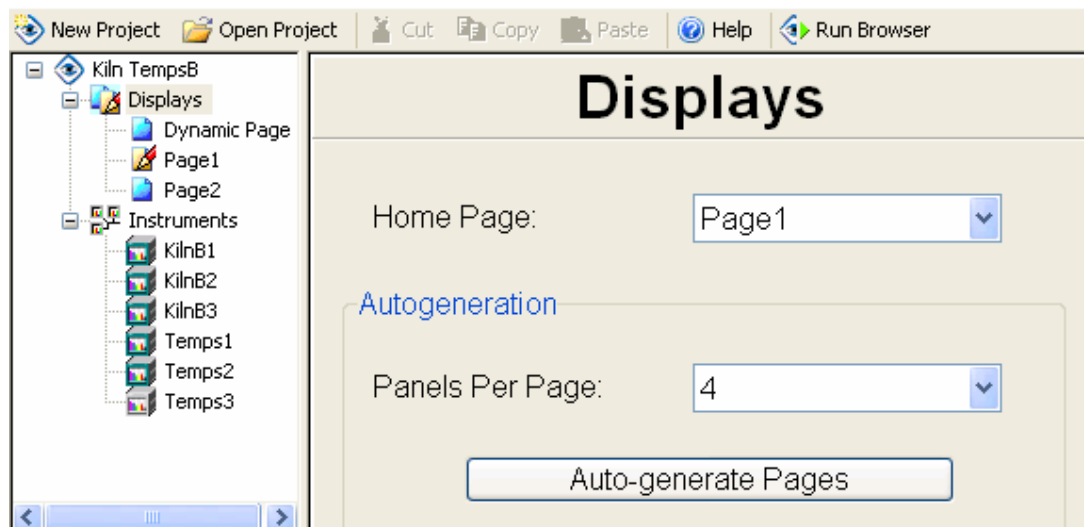 New Project Open Project Cut Copy Paste Help Run Browser
Kiln TempsB
Displays
Dynamic Page
Page1
Page2
Instruments
KilnB1
KilnB2
KilnB3
Temps1
Temps2
Temps3
Displays
Home Page: Page1
Autogeneration
Panels Per Page: 4
Auto-generate Pages